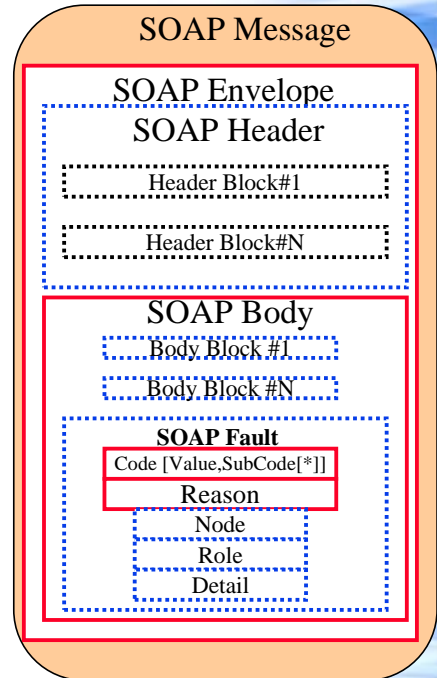 SOAP Message
SOAP Envelope
SOAP Header
Header Block#1
Header Block#N
SOAP Body
Body Block #1
Body Block #N
SOAP Fault
Code [Value,SubCode[*]]
Reason
Node
Role
Detail